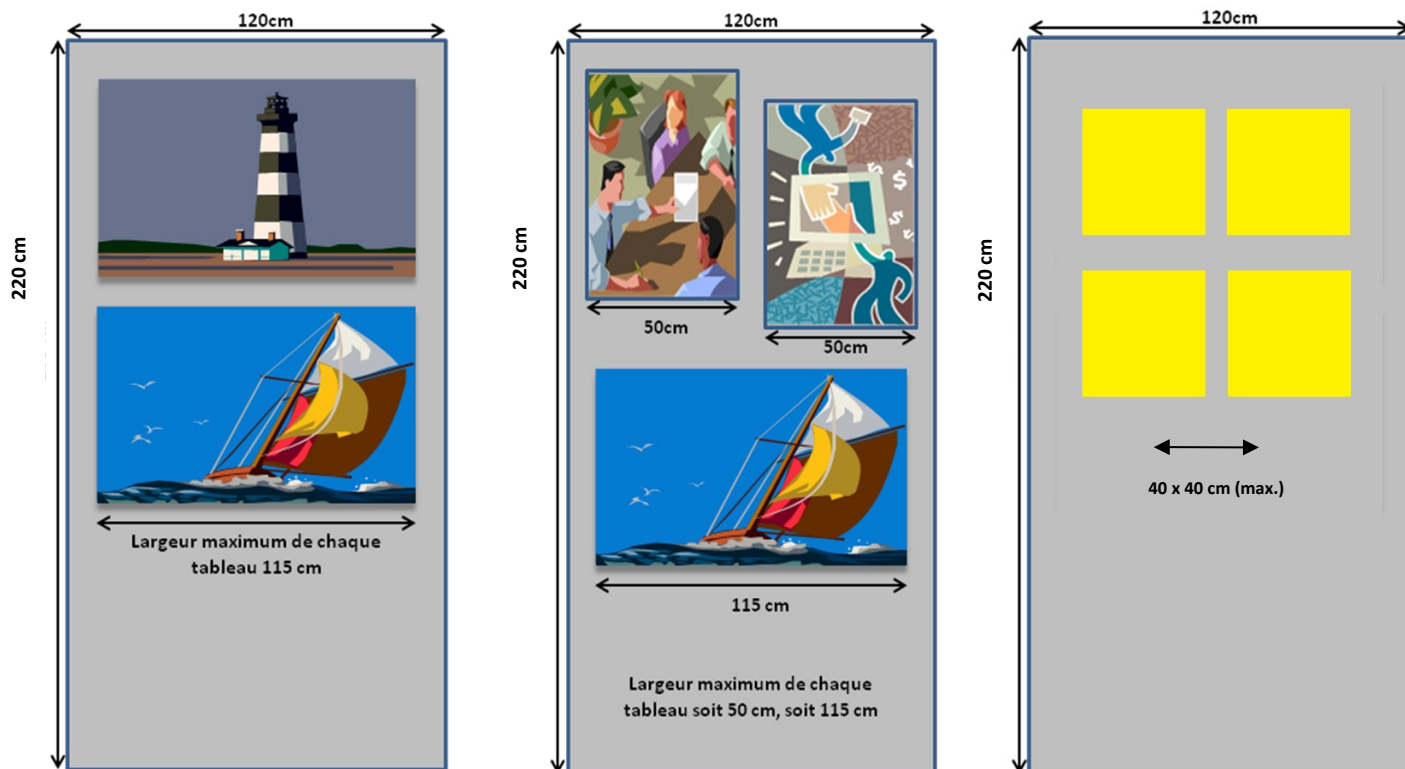 120cm
220 cm
Largeur maximum de chaque
tableau 115 cm
120cm
220 cm
50cm
$
$
$
50cm
115 cm
Largeur maximum de chaque
tableau soit 50 cm, soit 115 cm
120cm
220 cm
40 x 40 cm (max.)